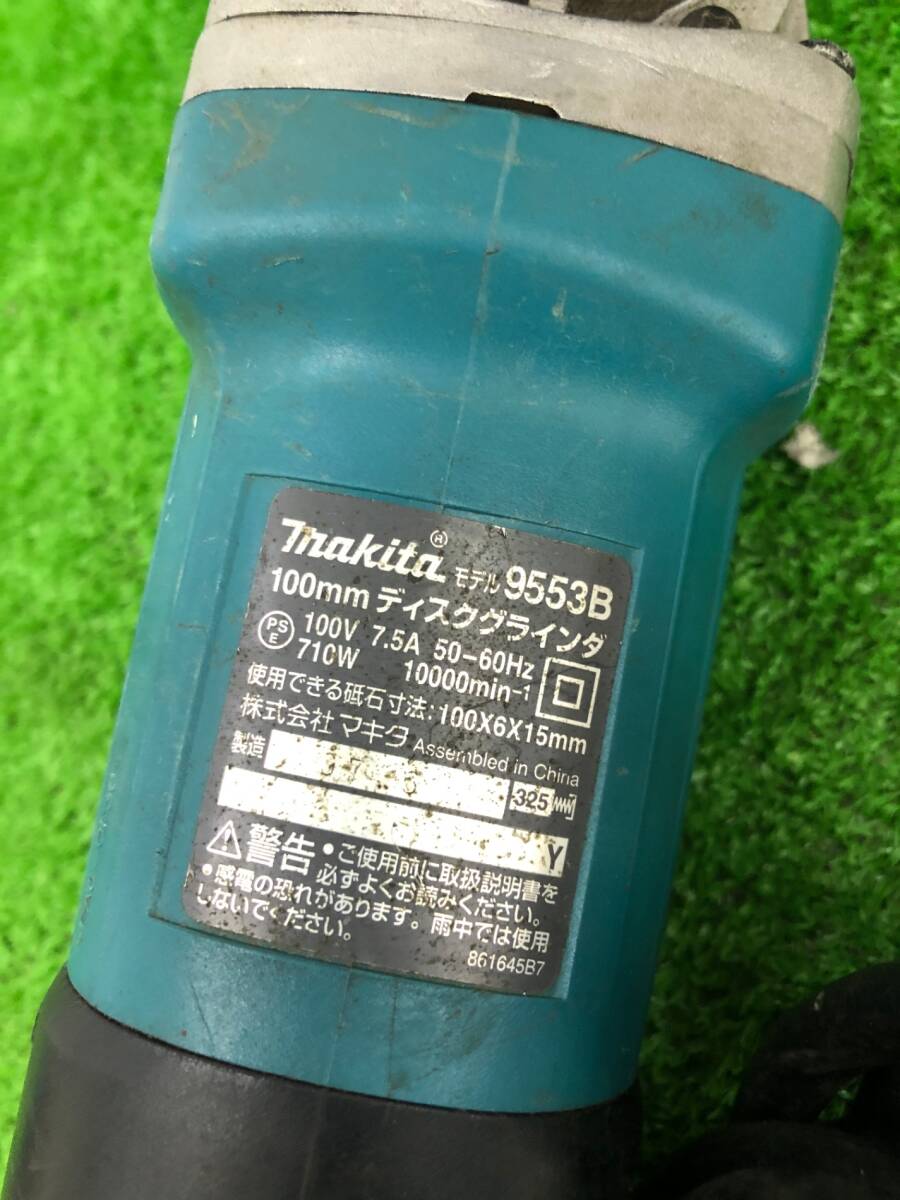 makita® モデル 9553B
100mm ディスクグラインダ
PSE 100V 7.5A 50-60Hz
710W 10000min-1
使用できる砥石寸法:100X6X15mm
株式会社 マキタ Assembled in China
製造 325
Y
警告 •ご使用前に取扱説明書を
必ずよくお読みください。
•感電の恐れがあります。雨中では使用
しないでください。
861645B7